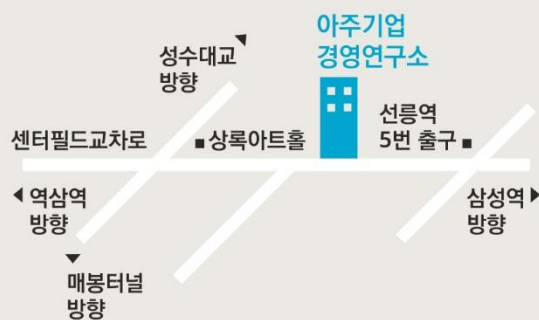 아주기업
경영연구소
성수대교
방향
선릉역
5번 출구
센터필드교차로
상록아트홀
역삼역
방향
삼성역
방향
매봉터널
방향